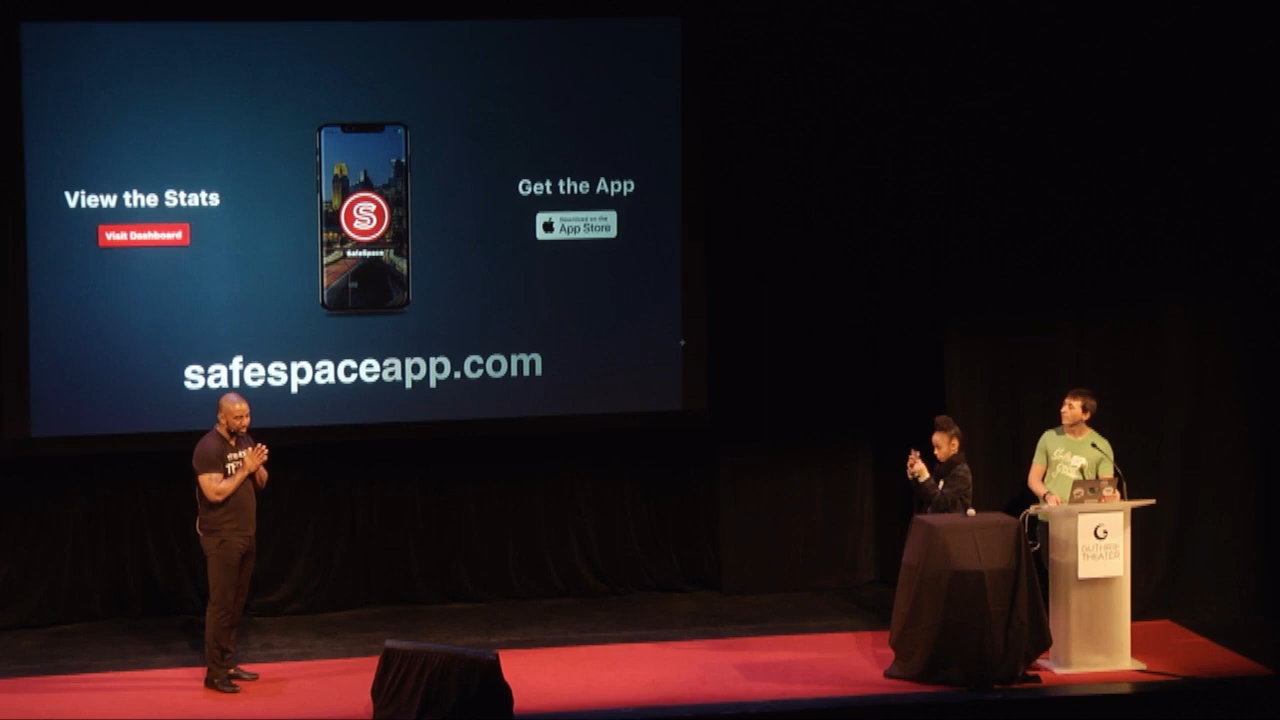 View the Stats
Visit Dashboard
S
SafeSpace
Get the App
Download on the
App Store
safespaceapp.com
GUTHRIE
THEATER